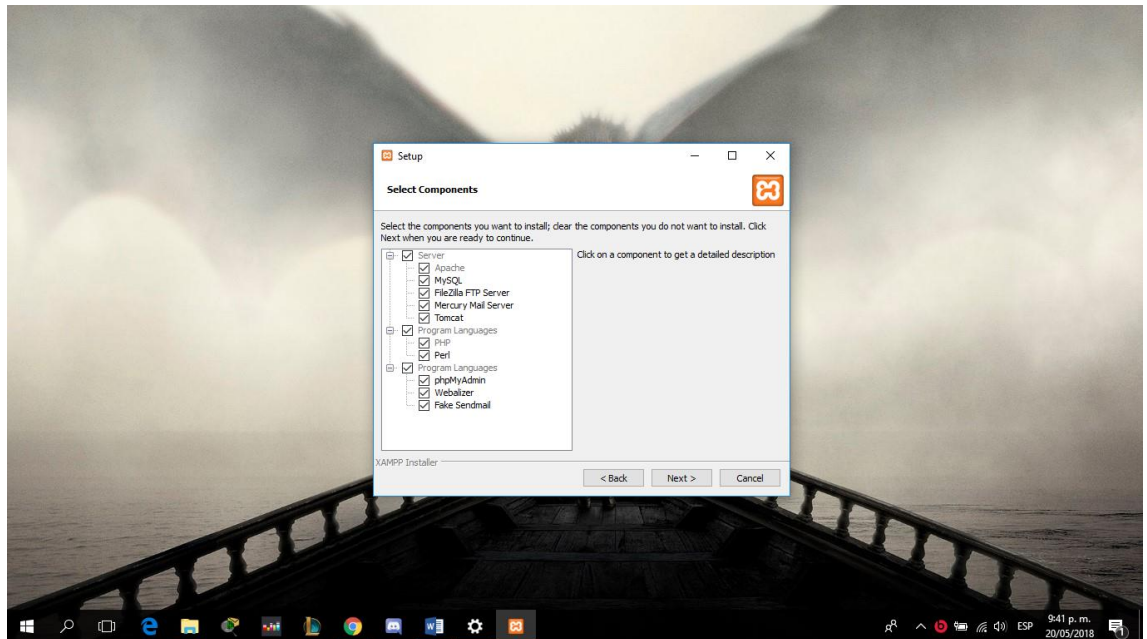 Setup
Select Components
Select the components you want to install; clear the components you do not want to install. Click
Next when you are ready to continue.
Server
Apache
MySQL
FileZilla FTP Server
Mercury Mail Server
Tomcat
Program Languages
PHP
Perl
Program Languages
phpMyAdmin
Webalizer
Fake Sendmail
Click on a component to get a detailed description
XAMPP Installer
< Back
Next >
Cancel
ESP
9:41 p. m.
20/05/2018